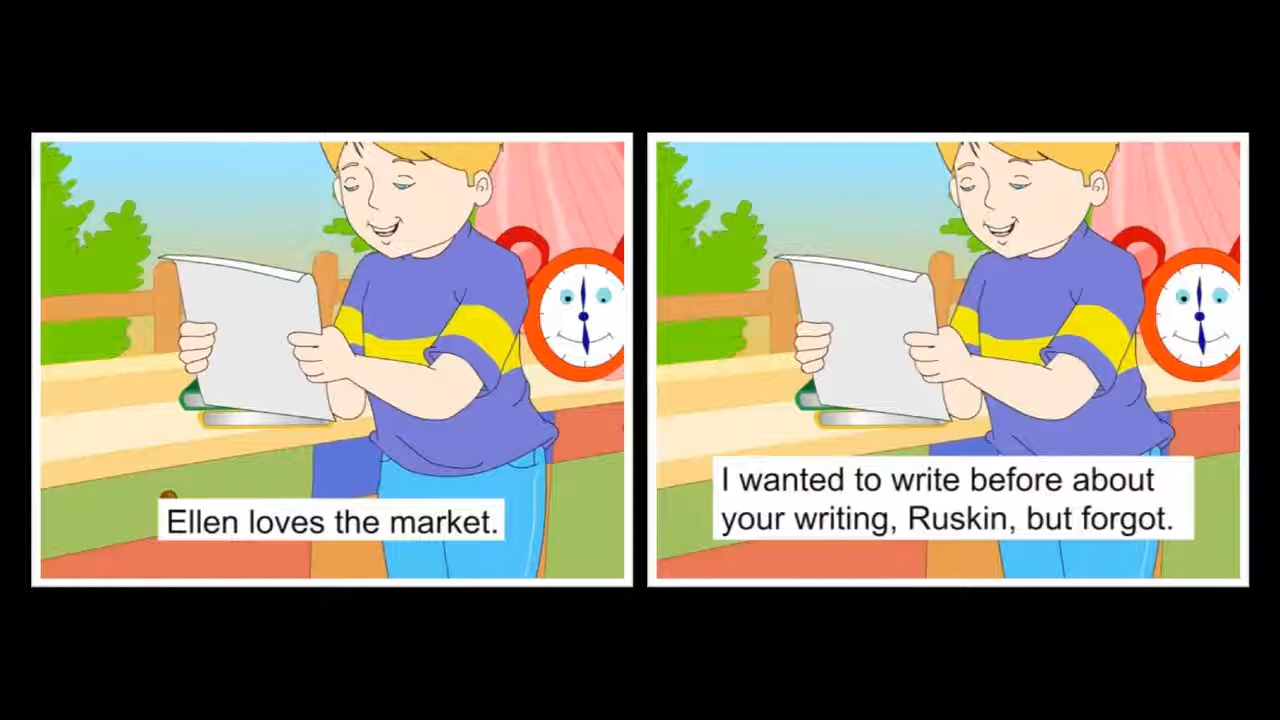 Ellen loves the market.
I wanted to write before about
your writing, Ruskin, but forgot.